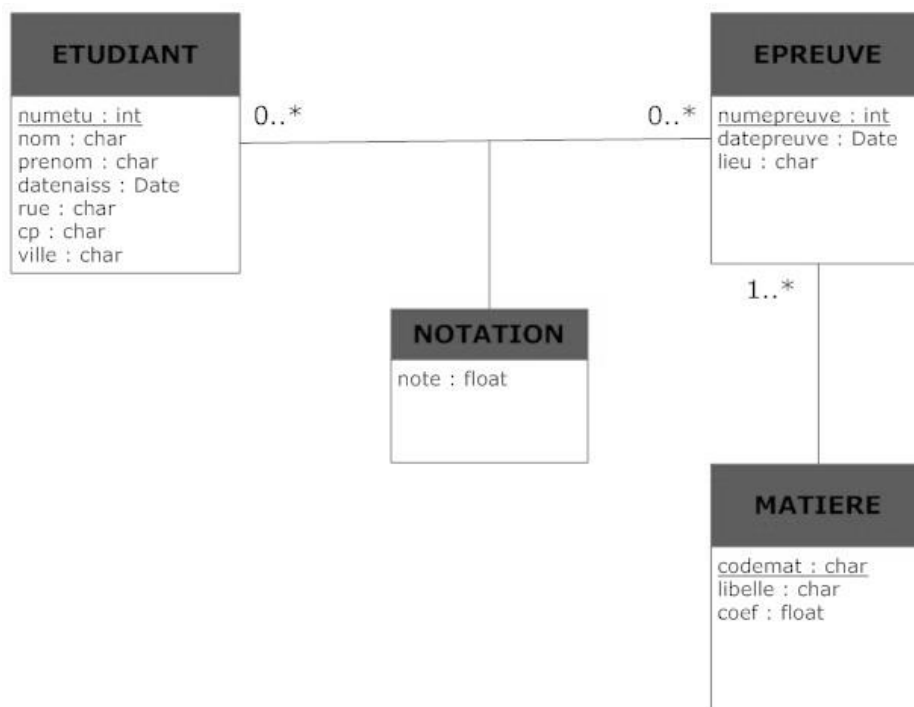 ETUDIANT
numetu : int
nom : char
prenom : char
datenaiss : Date
rue : char
cp : char
ville : char
0..*
0..*
EPREUVE
numepreuve : int
datepreuve : Date
lieu : char
1..*
NOTATION
note : float
MATIERE
codemat : char
libelle : char
coef : float